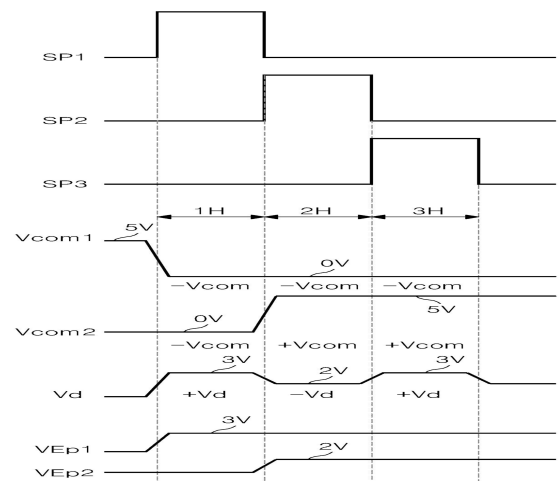 SP1
SP2
SP3
1H 2H 3H
Vcom1 5V 0V
-Vcom -Vcom -Vcom
Vcom2 0V 5V
-Vcom +Vcom +Vcom
Vd 3V 2V 3V
+Vd -Vd +Vd
VEp1 3V
VEp2 2V